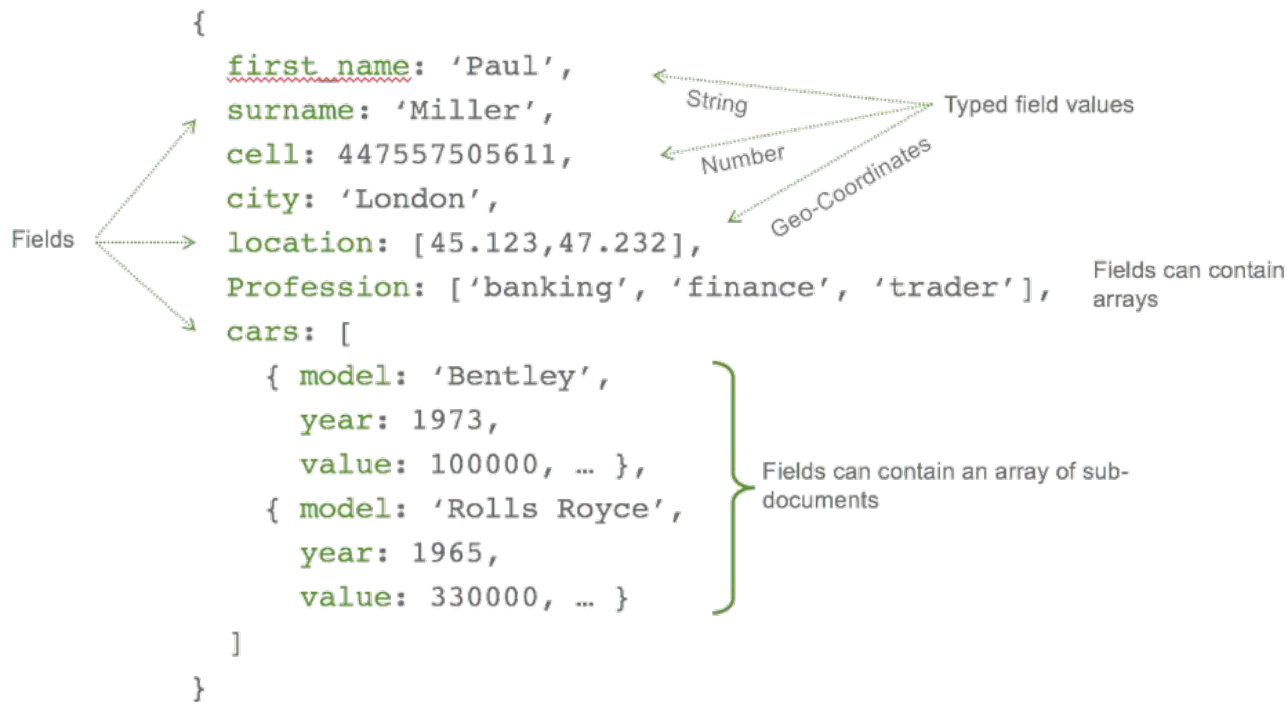 {
first_name: ‘Paul’,
String
Typed field values
surname: ‘Miller’,
cell: 447557505611,
Number
city: ‘London’,
Geo-Coordinates
Fields
location: [45.123,47.232],
Profession: [‘banking’, ‘finance’, ‘trader’],
Fields can contain
arrays
cars: [
{ model: ‘Bentley’,
year: 1973,
value: 100000, … },
Fields can contain an array of sub-
documents
{ model: ‘Rolls Royce’,
year: 1965,
value: 330000, … }
]
}